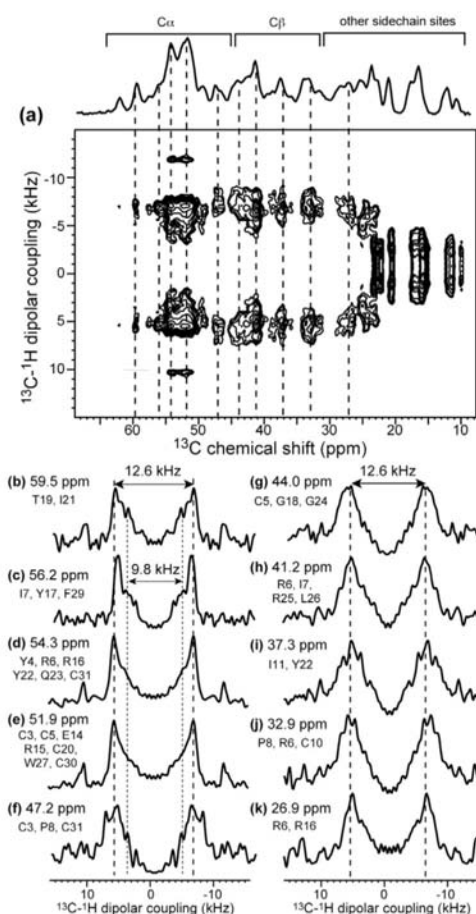 Cα Cβ other sidechain sites
(a)
¹³C-¹H dipolar coupling (kHz)
-10
-5
0
5
10
60 50 40 30 20 10
¹³C chemical shift (ppm)
(b) 59.5 ppm
T19, I21
12.6 kHz
(c) 56.2 ppm
I7, Y17, F29
9.8 kHz
(d) 54.3 ppm
Y4, R6, R16
Y22, Q23, C31
(e) 51.9 ppm
C3, C5, E14
R15, C20,
W27, C30
(f) 47.2 ppm
C3, P8, C31
10 0 -10
¹³C-¹H dipolar coupling (kHz)
(g) 44.0 ppm
C5, G18, G24
12.6 kHz
(h) 41.2 ppm
R6, I7,
R25, L26
(i) 37.3 ppm
I11, Y22
(j) 32.9 ppm
P8, R6, C10
(k) 26.9 ppm
R6, R16
10 0 -10
¹³C-¹H dipolar coupling (kHz)